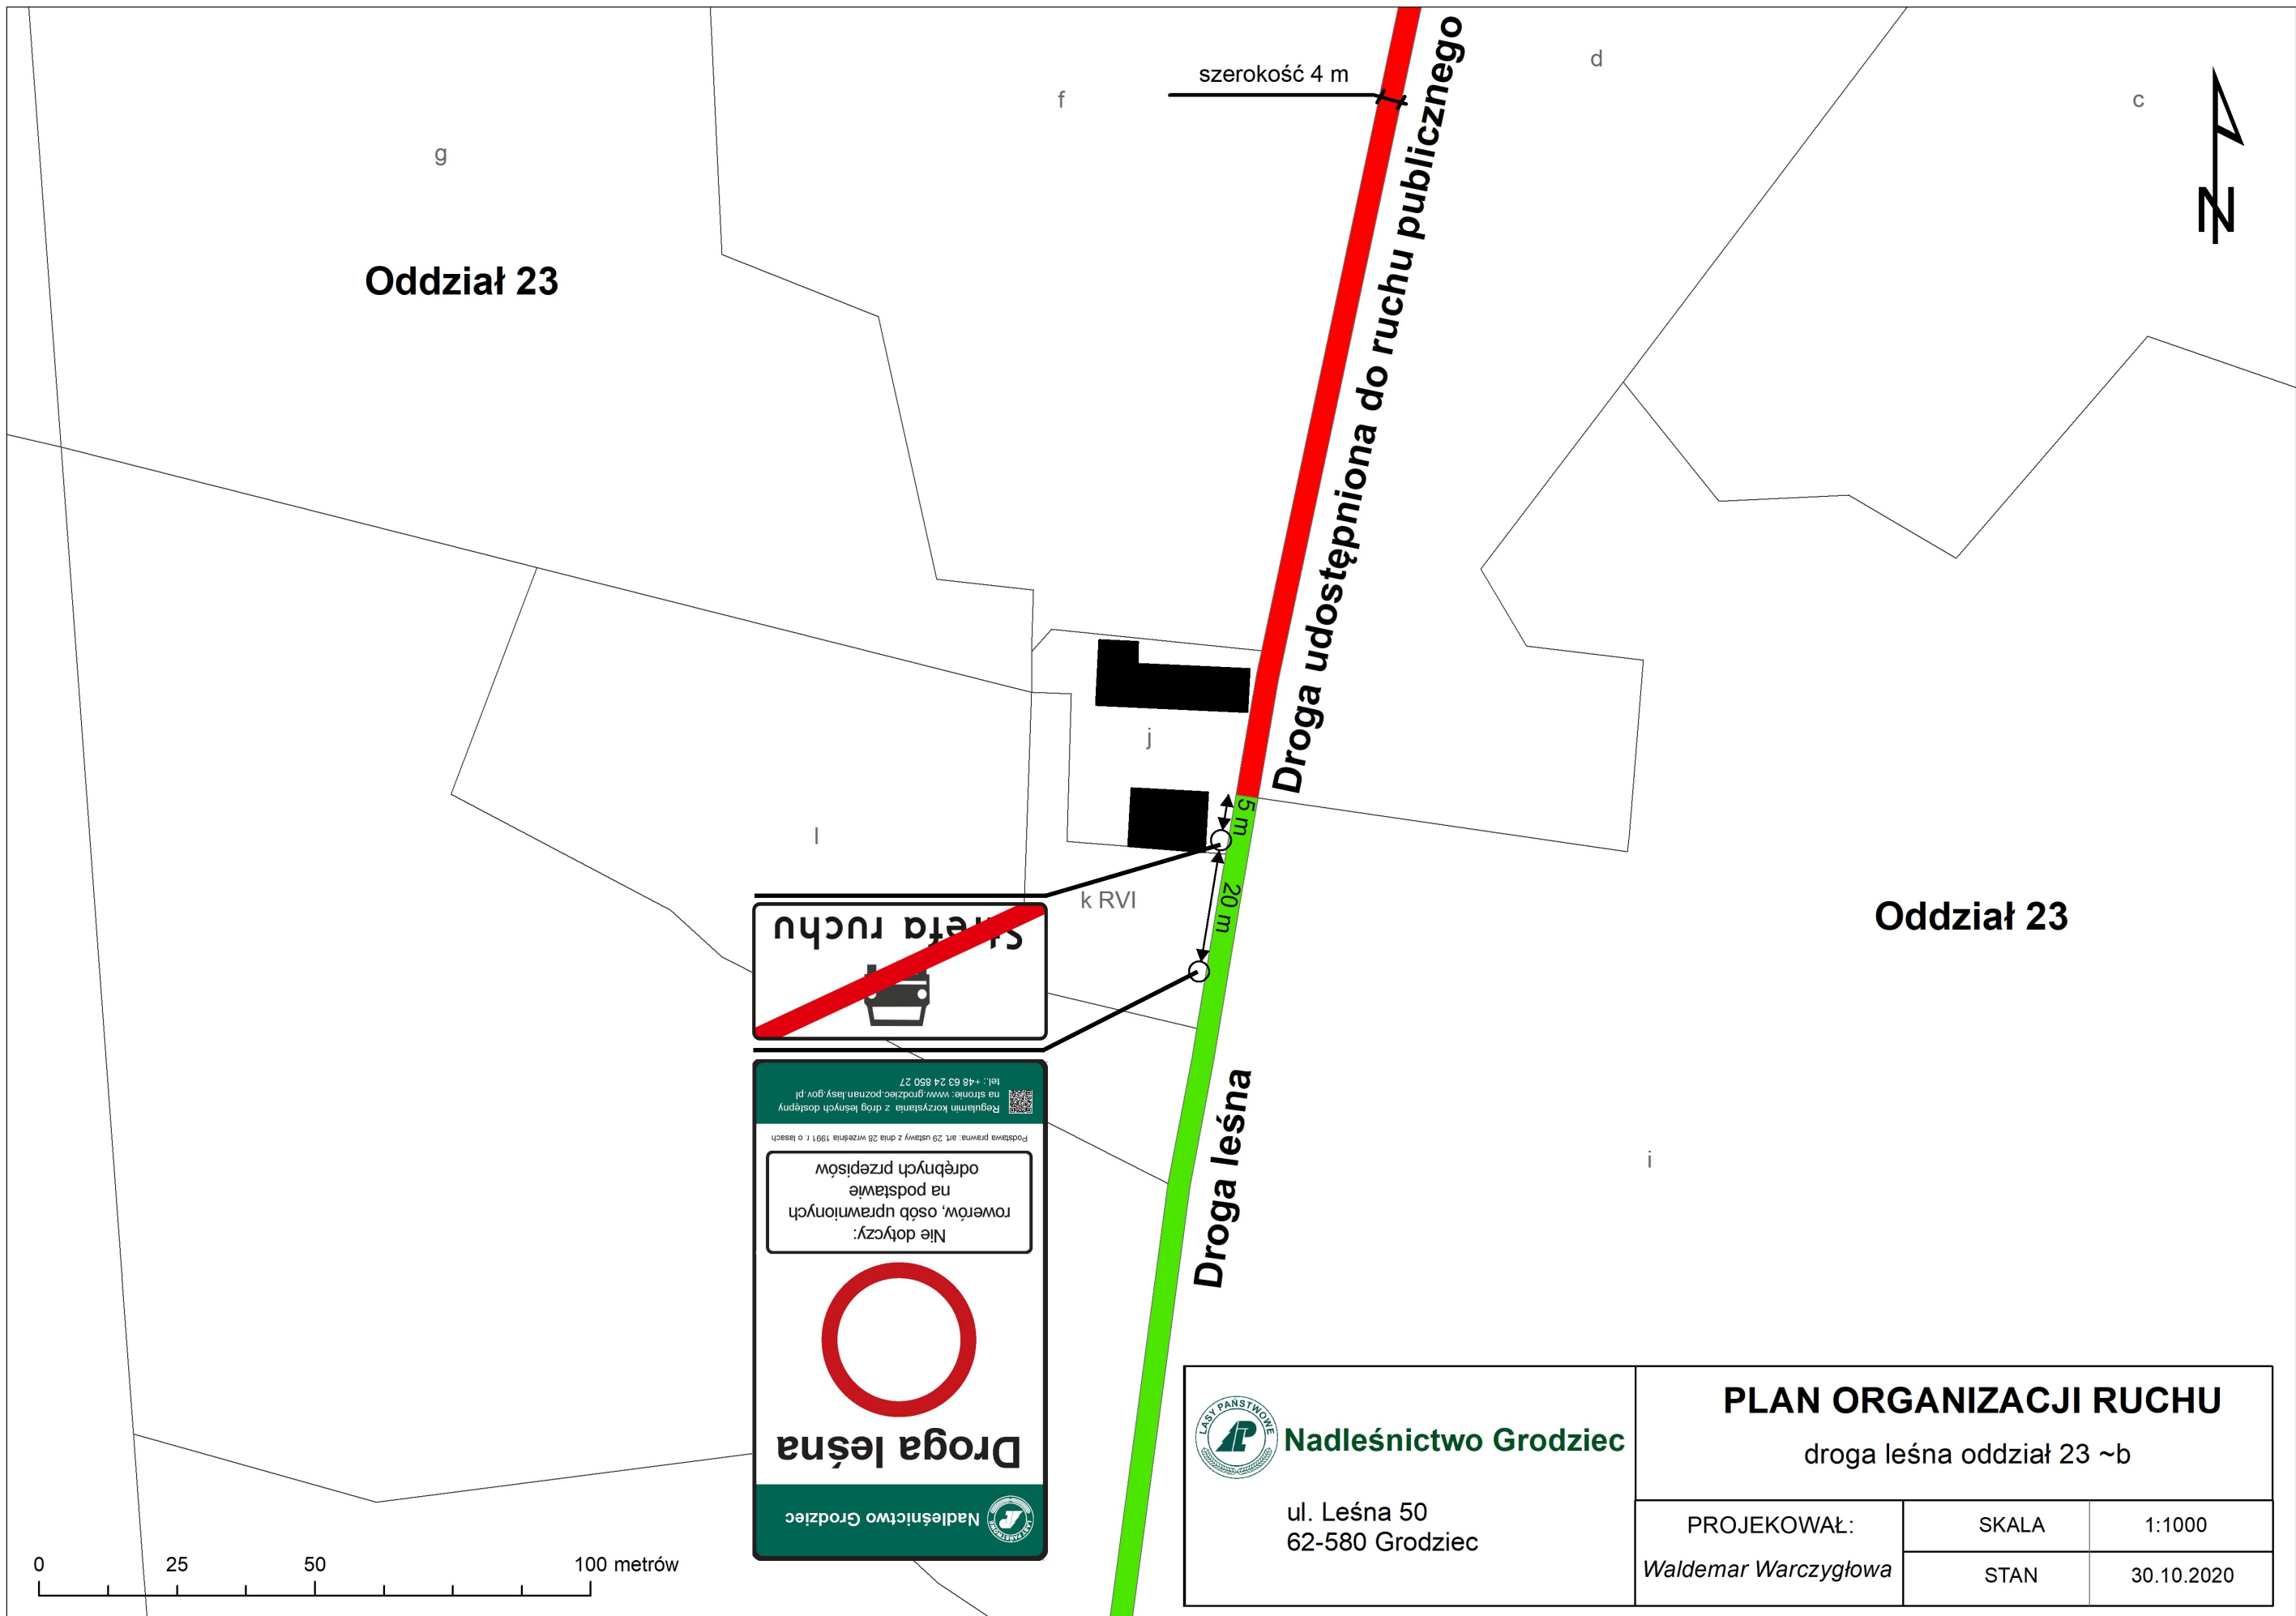 szerokość 4 m
d
c
f
g
N
Oddział 23
Droga udostępniona do ruchu publicznego
j
5 m
l
20 m
k RVI
Oddział 23
Strefa ruchu
Droga leśna
i
Nadleśnictwo Grodziec
LASY PAŃSTWOWE
Droga leśna
Nie dotyczy:
rowerów, osób uprawnionych
na podstawie
odrębnych przepisów
Podstawa prawna: art. 29 ustawy z dnia 28 września 1991 r. o lasach
Regulamin korzystania z dróg leśnych dostępny
na stronie: www.grodziec.poznan.lasy.gov.pl
tel.: +48 63 24 850 27
0 25 50 100 metrów
LASY PAŃSTWOWE
Nadleśnictwo Grodziec
ul. Leśna 50
62-580 Grodziec
PLAN ORGANIZACJI RUCHU
droga leśna oddział 23 ~b
PROJEKOWAŁ:
Waldemar Warczygłowa
SKALA 1:1000
STAN 30.10.2020